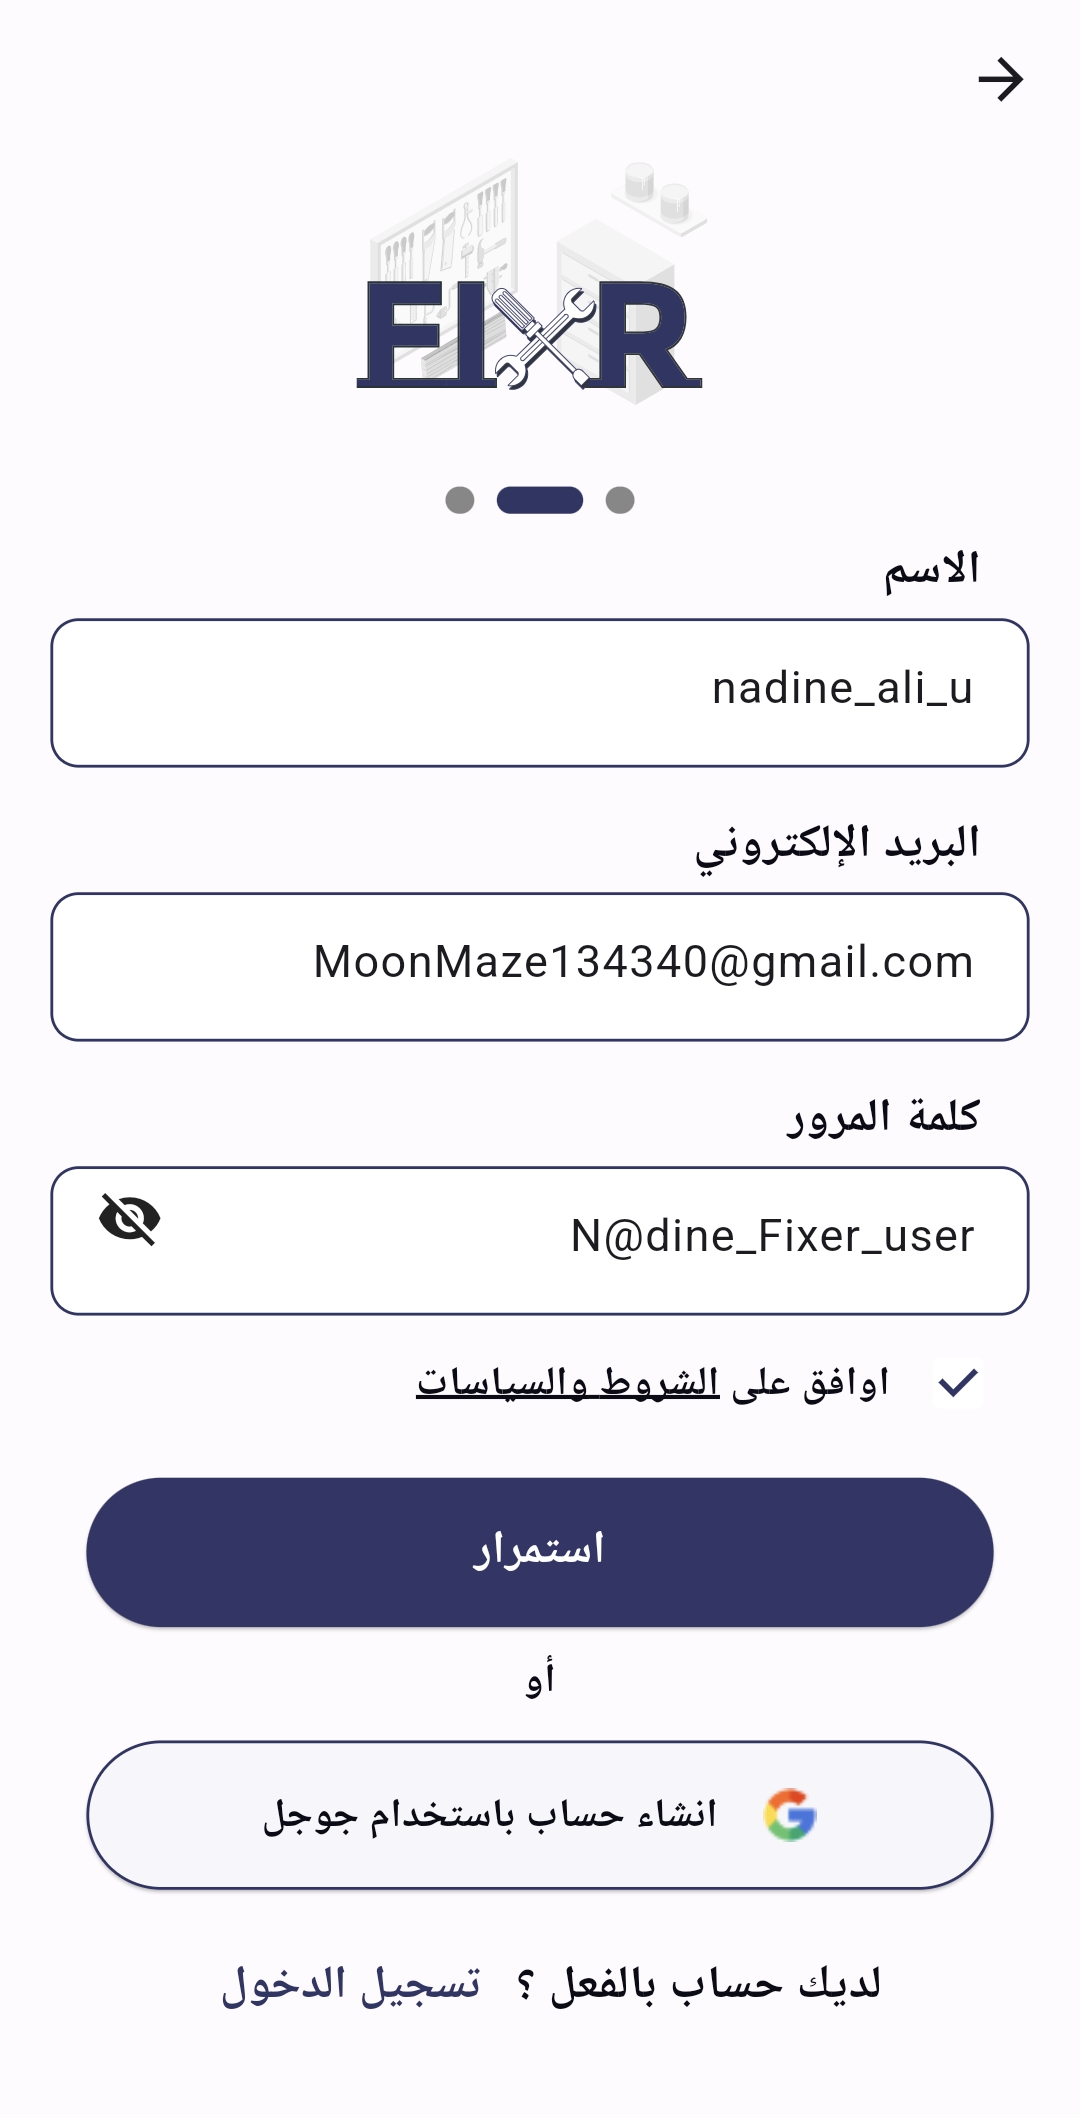 FIXR
الاسم
nadine_ali_u
البريد الإلكتروني
MoonMaze134340@gmail.com
كلمة المرور
N@dine_Fixer_user
اوافق على الشروط والسياسات
استمرار
أو
انشاء حساب باستخدام جوجل
لديك حساب بالفعل ؟ تسجيل الدخول